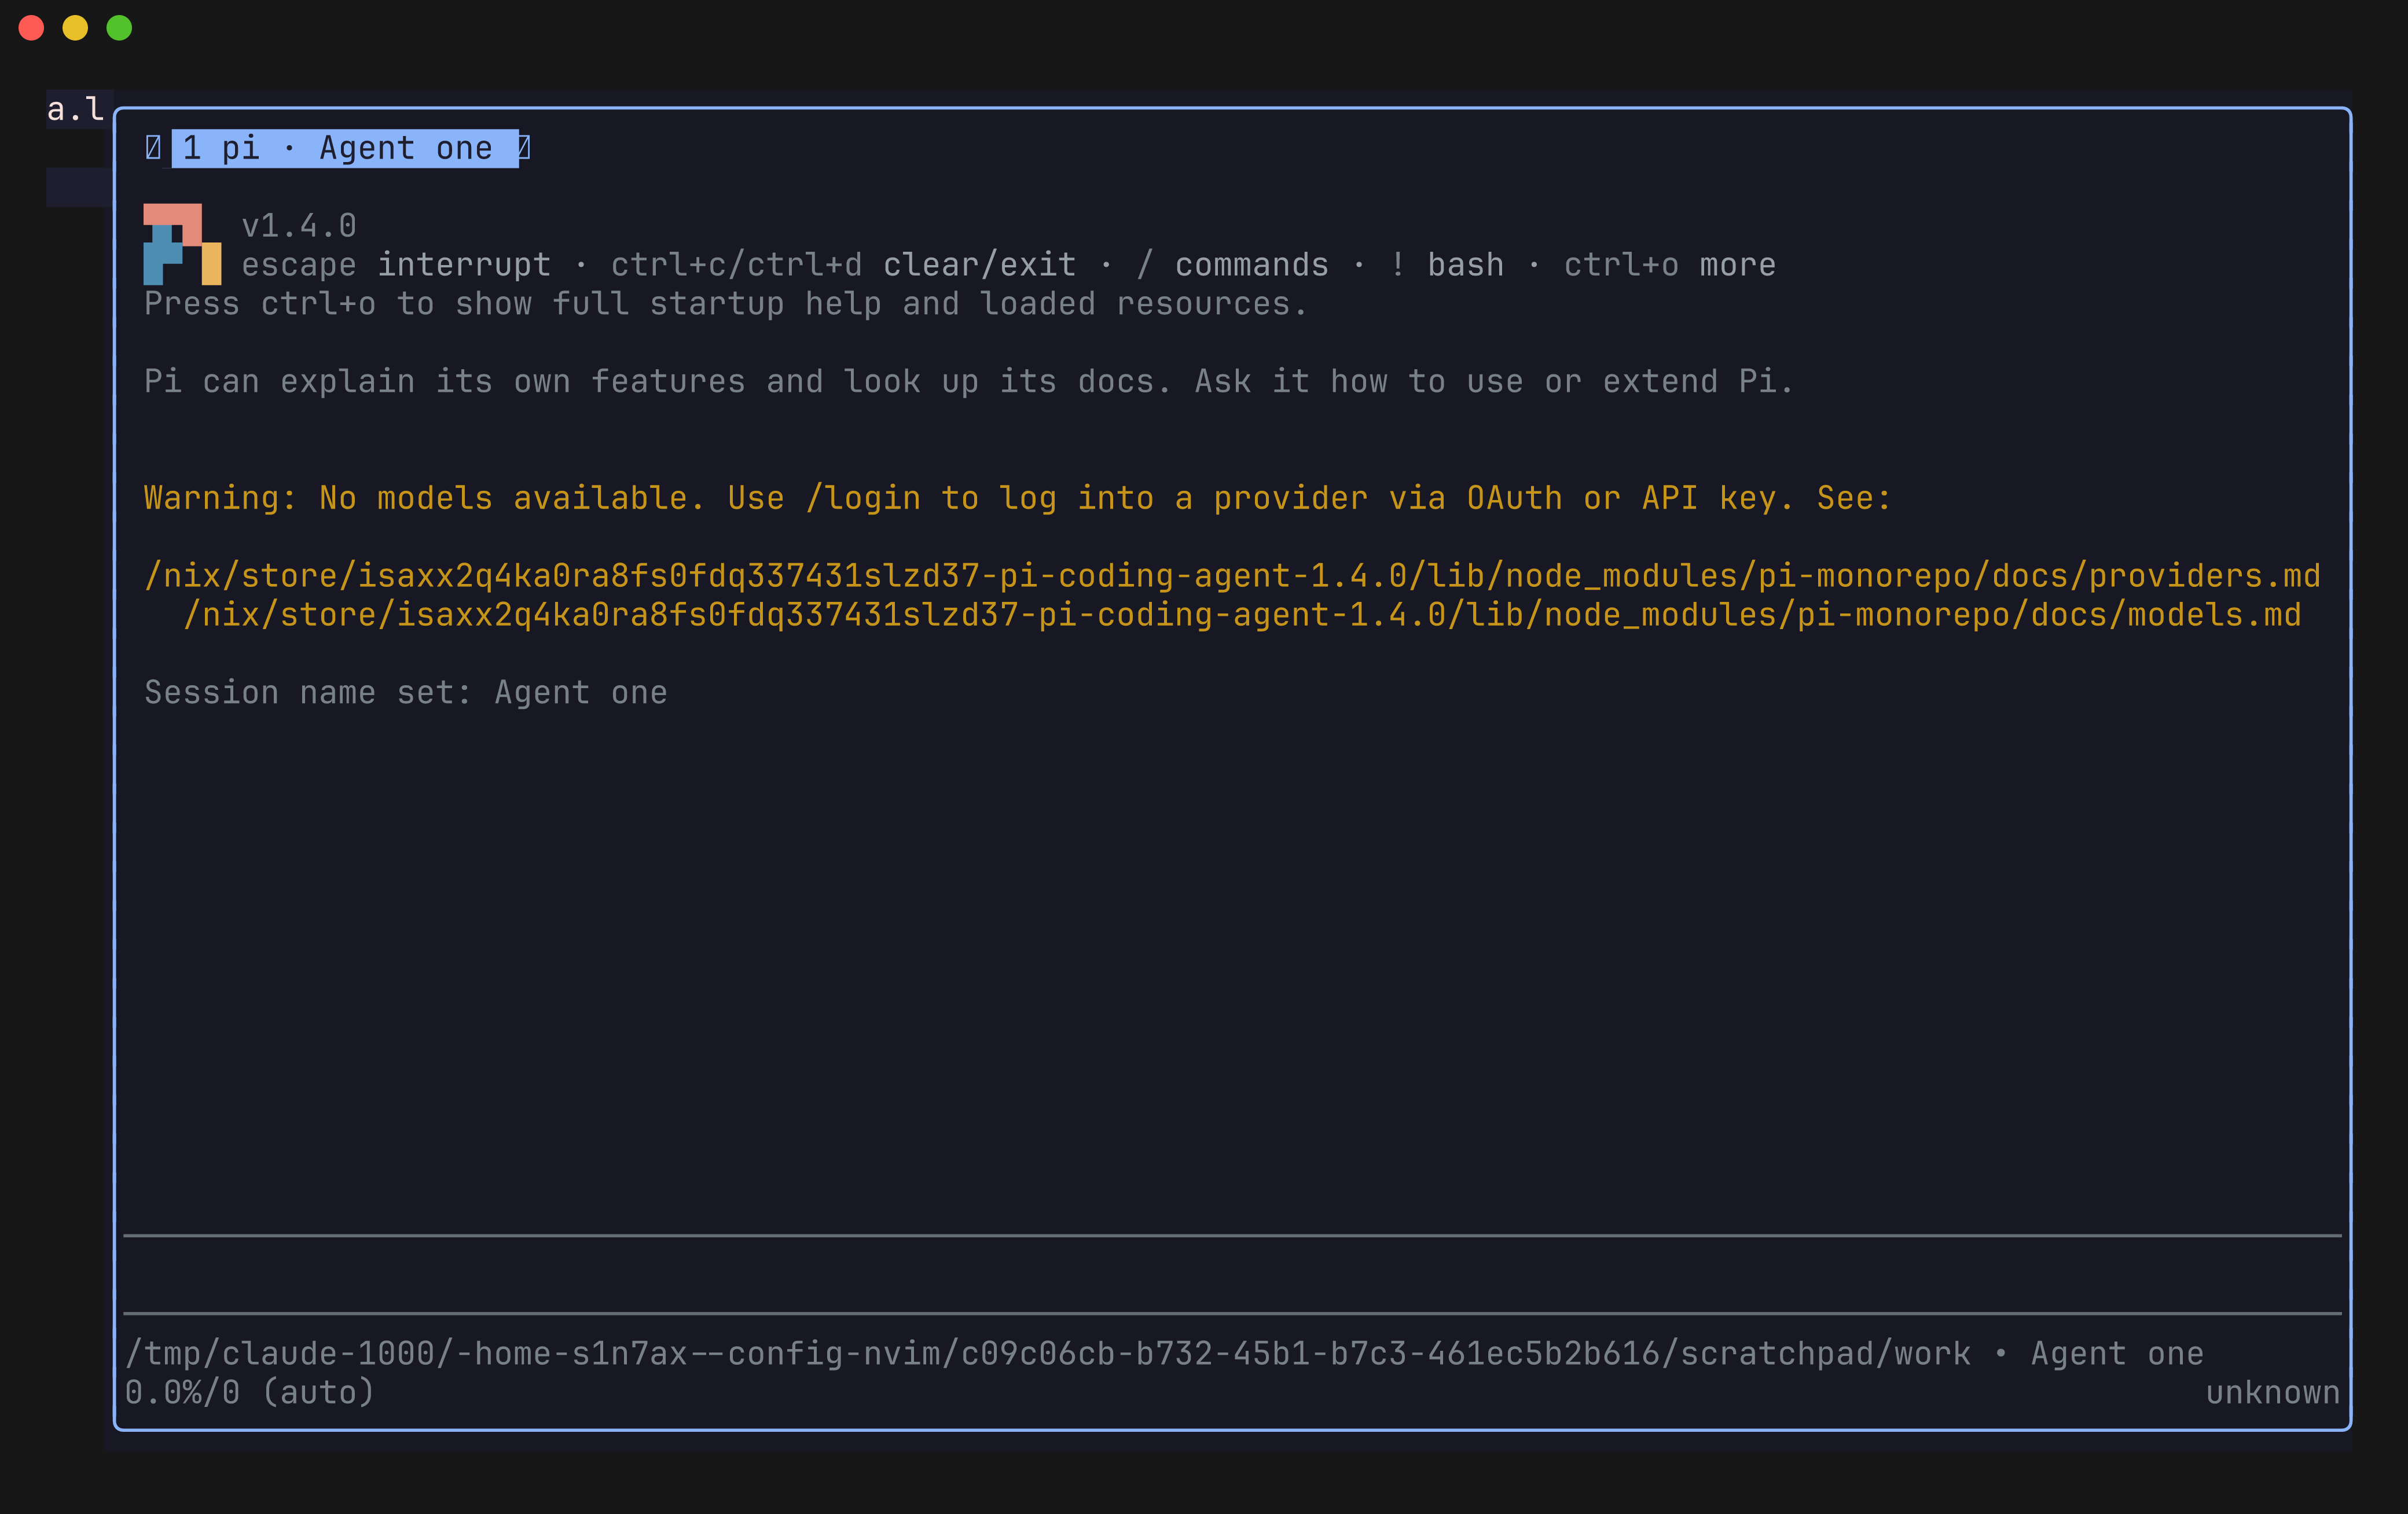 a.l
1 pi · Agent one
v1.4.0
escape interrupt · ctrl+c/ctrl+d clear/exit · / commands · ! bash · ctrl+o more
Press ctrl+o to show full startup help and loaded resources.
Pi can explain its own features and look up its docs. Ask it how to use or extend Pi.
Warning: No models available. Use /login to log into a provider via OAuth or API key. See:
/nix/store/isaxx2q4ka0ra8fs0fdq337431slzd37-pi-coding-agent-1.4.0/lib/node_modules/pi-monorepo/docs/providers.md
/nix/store/isaxx2q4ka0ra8fs0fdq337431slzd37-pi-coding-agent-1.4.0/lib/node_modules/pi-monorepo/docs/models.md
Session name set: Agent one
/tmp/claude-1000/-home-s1n7ax--config-nvim/c09c06cb-b732-45b1-b7c3-461ec5b2b616/scratchpad/work • Agent one
0.0%/0 (auto) unknown